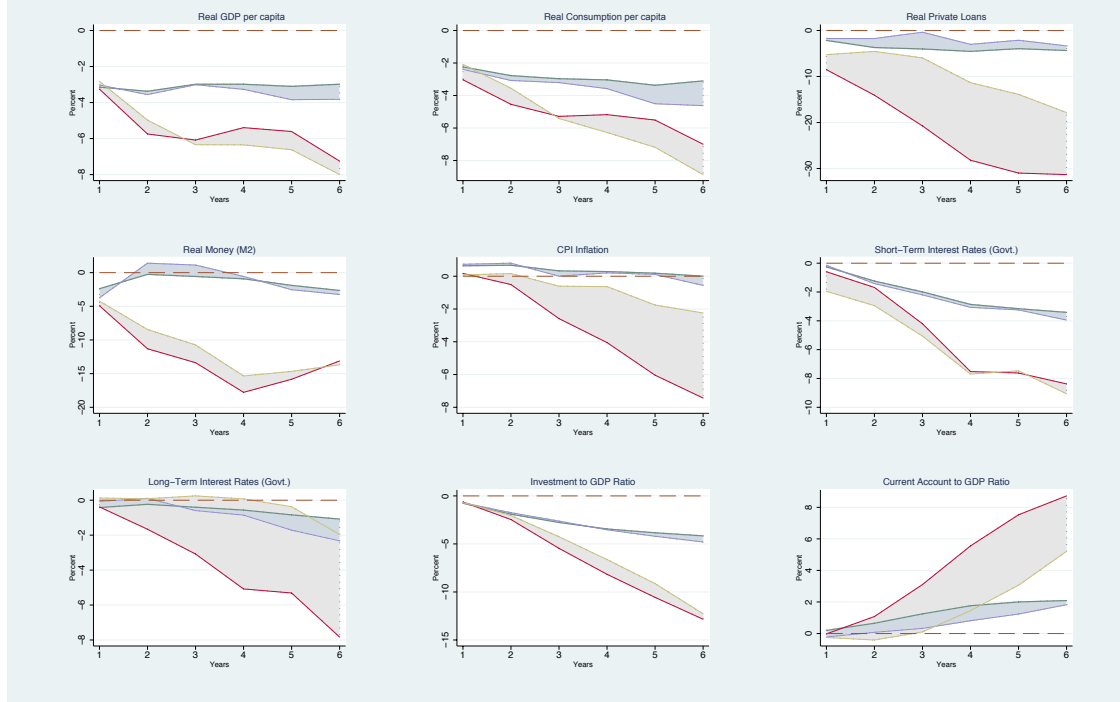 Real GDP per capita
Percent
0
−2
−4
−6
−8
1 2 3 4 5 6
Years
Real Consumption per capita
Percent
0
−2
−4
−6
−8
1 2 3 4 5 6
Years
Real Private Loans
Percent
0
−10
−20
−30
1 2 3 4 5 6
Years
Real Money (M2)
Percent
0
−5
−10
−15
−20
1 2 3 4 5 6
Years
CPI Inflation
Percent
0
−2
−4
−6
−8
1 2 3 4 5 6
Years
Short−Term Interest Rates (Govt.)
Percent
0
−2
−4
−6
−8
−10
1 2 3 4 5 6
Years
Long−Term Interest Rates (Govt.)
Percent
0
−2
−4
−6
−8
1 2 3 4 5 6
Years
Investment to GDP Ratio
Percent
0
−5
−10
−15
1 2 3 4 5 6
Years
Current Account to GDP Ratio
Percent
8
6
4
2
0
1 2 3 4 5 6
Years